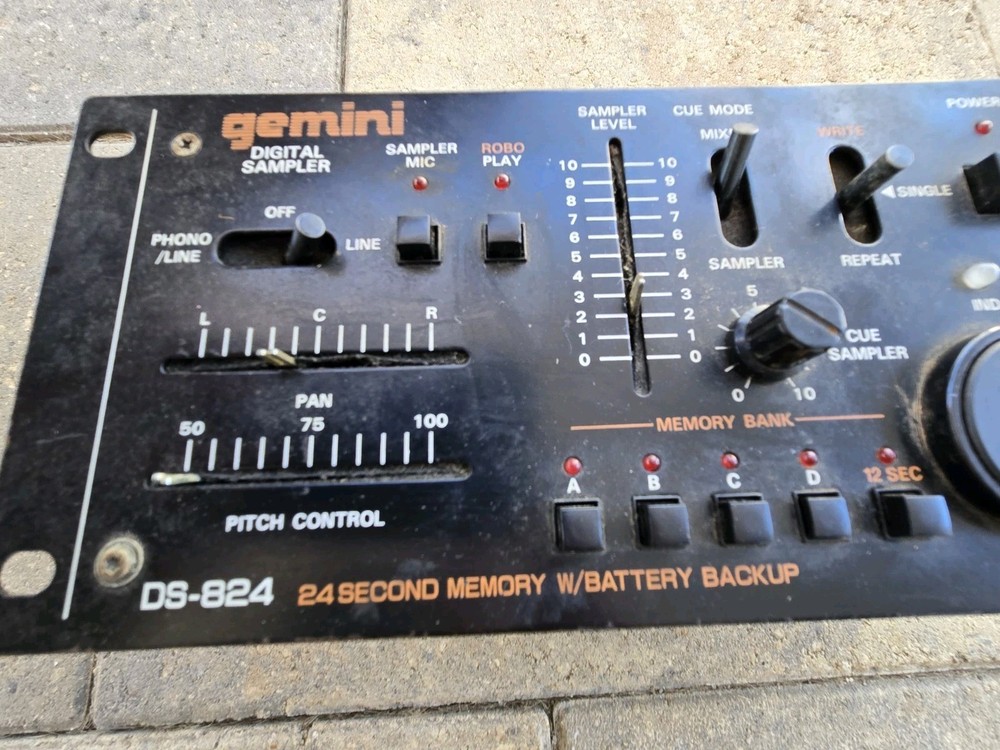 gemini
DIGITAL
SAMPLER
OFF
PHONO
/LINE
LINE
SAMPLER
MIC
ROBO
PLAY
L C R
PAN
50 75 100
PITCH CONTROL
SAMPLER
LEVEL
10 10
9 9
8 8
7 7
6 6
5 5
4 4
3 3
2 2
1 1
0 0
CUE MODE
SAMPLER
WRITE
SINGLE
REPEAT
POWER
5
CUE
SAMPLER
0 10
MEMORY BANK
A B C D 12 SEC
DS-824 24 SECOND MEMORY W/BATTERY BACKUP